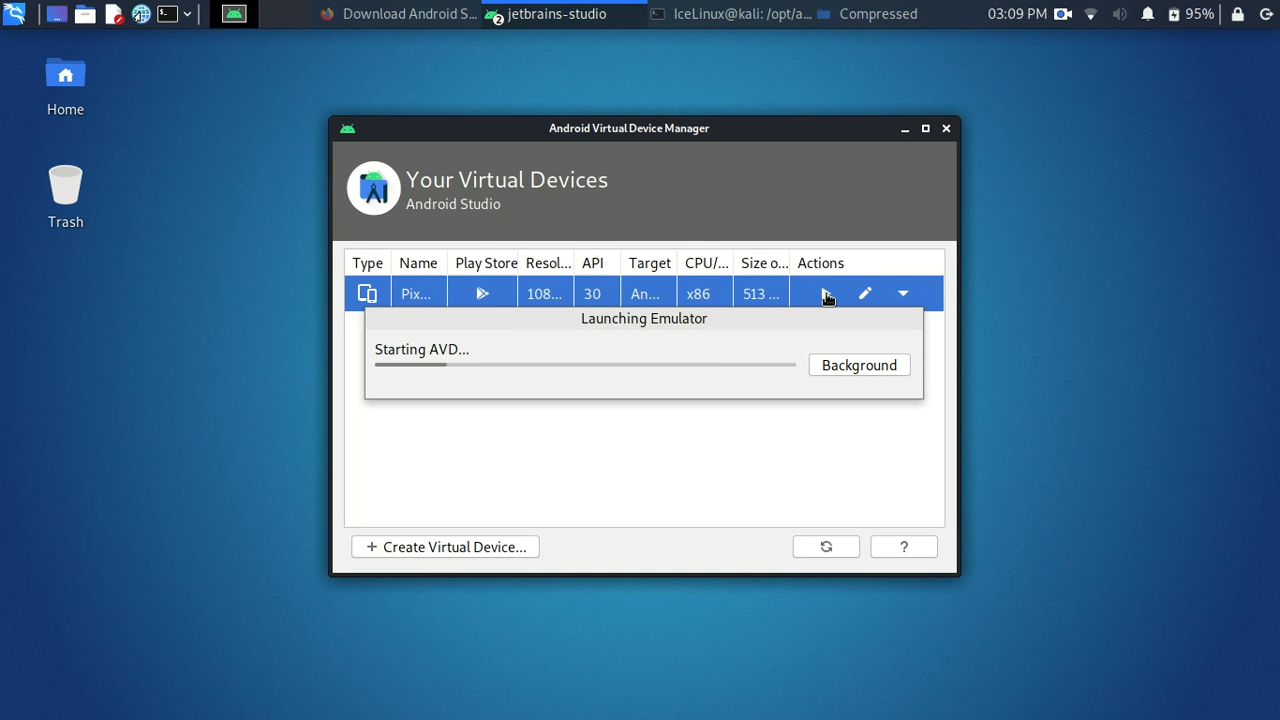 Download Android S...
2
jetbrains-studio
IceLinux@kali: /opt/a...
Compressed
03:09 PM
95%
Home
Trash
Android Virtual Device Manager
Your Virtual Devices
Android Studio
Type Name Play Store Resol... API Target CPU/... Size o... Actions
Pix... 108... 30 An... x86 513 ...
Launching Emulator
Starting AVD...
Background
+ Create Virtual Device...
?